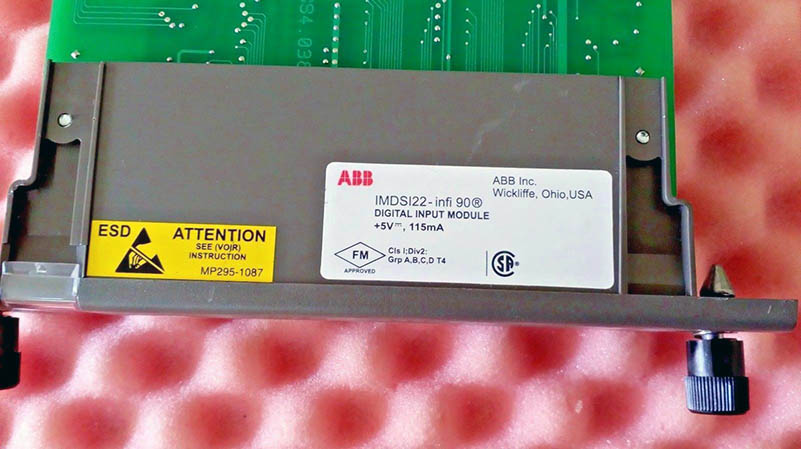 ABB
ABB Inc.
Wickliffe, Ohio,USA
IMDSI22-infi 90®
DIGITAL INPUT MODULE
+5V⎓, 115mA
FM
APPROVED
Cls I;Div2:
Grp A,B,C,D T4
SA
ESD
ATTENTION
SEE (VOIR)
INSTRUCTION
MP295-1087